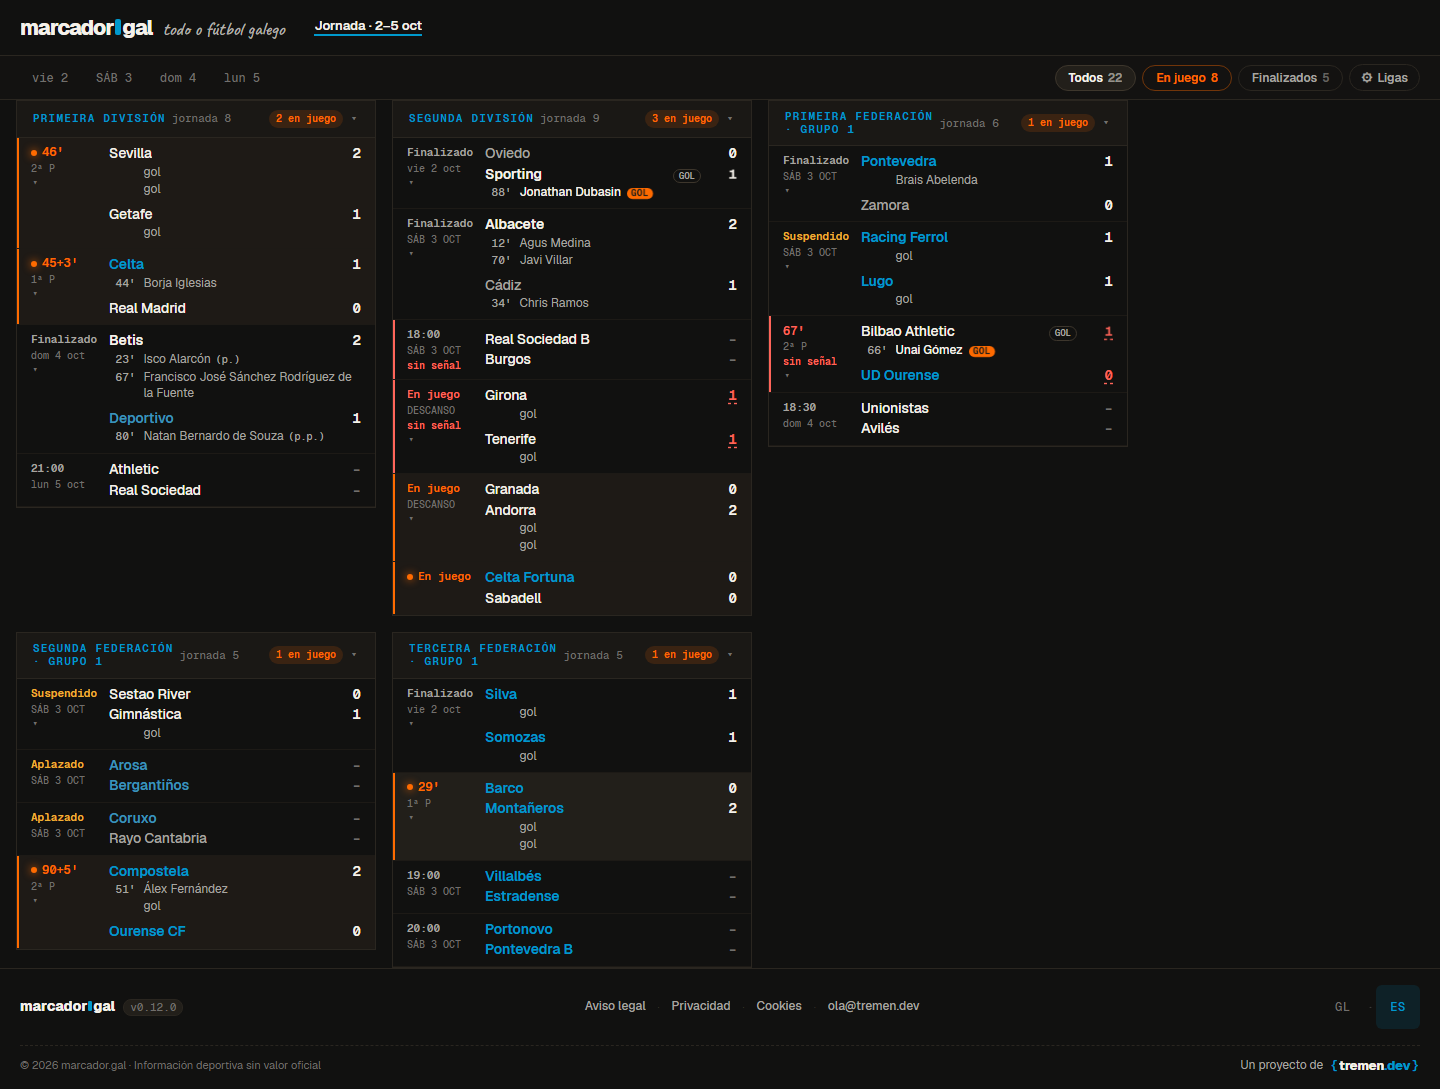 marcador gal todo o fútbol galego Jornada · 2–5 oct
vie 2 SÁB 3 dom 4 lun 5 Todos 22 En juego 8 Finalizados 5 ⚙ Ligas
PRIMEIRA DIVISIÓN jornada 8 2 en juego ▾
46' Sevilla 2
2ª P gol
▾ gol
Getafe 1
gol
45+3' Celta 1
1ª P 44' Borja Iglesias
▾
Real Madrid 0
Finalizado Betis 2
dom 4 oct 23' Isco Alarcón (p.)
▾ 67' Francisco José Sánchez Rodríguez de
la Fuente
Deportivo 1
80' Natan Bernardo de Souza (p.p.)
21:00 Athletic –
lun 5 oct Real Sociedad –
SEGUNDA DIVISIÓN jornada 9 3 en juego ▾
Finalizado Oviedo 0
vie 2 oct Sporting GOL 1
▾ 88' Jonathan Dubasin GOL
Finalizado Albacete 2
SÁB 3 OCT 12' Agus Medina
▾ 70' Javi Villar
Cádiz 1
34' Chris Ramos
18:00 Real Sociedad B –
SÁB 3 OCT Burgos –
sin señal
En juego Girona 1
DESCANSO gol
sin señal
▾ Tenerife 1
gol
En juego Granada 0
DESCANSO Andorra 2
▾ gol
gol
En juego Celta Fortuna 0
Sabadell 0
PRIMEIRA FEDERACIÓN
· GRUPO 1 jornada 6 1 en juego ▾
Finalizado Pontevedra 1
SÁB 3 OCT Brais Abelenda
▾
Zamora 0
Suspendido Racing Ferrol 1
SÁB 3 OCT gol
▾
Lugo 1
gol
67' Bilbao Athletic GOL 1
2ª P 66' Unai Gómez GOL
sin señal
▾ UD Ourense 0
18:30 Unionistas –
dom 4 oct Avilés –
SEGUNDA FEDERACIÓN
· GRUPO 1 jornada 5 1 en juego ▾
Suspendido Sestao River 0
SÁB 3 OCT Gimnástica 1
▾ gol
Aplazado Arosa –
SÁB 3 OCT Bergantiños –
Aplazado Coruxo –
SÁB 3 OCT Rayo Cantabria –
90+5' Compostela 2
2ª P 51' Álex Fernández
▾ gol
Ourense CF 0
TERCEIRA FEDERACIÓN
· GRUPO 1 jornada 5 1 en juego ▾
Finalizado Silva 1
vie 2 oct gol
▾
Somozas 1
gol
29' Barco 0
1ª P Montañeros 2
▾ gol
gol
19:00 Villalbés –
SÁB 3 OCT Estradense –
20:00 Portonovo –
SÁB 3 OCT Pontevedra B –
marcador gal v0.12.0 Aviso legal · Privacidad · Cookies · ola@tremen.dev GL · ES
© 2026 marcador.gal · Información deportiva sin valor oficial Un proyecto de {tremen.dev}